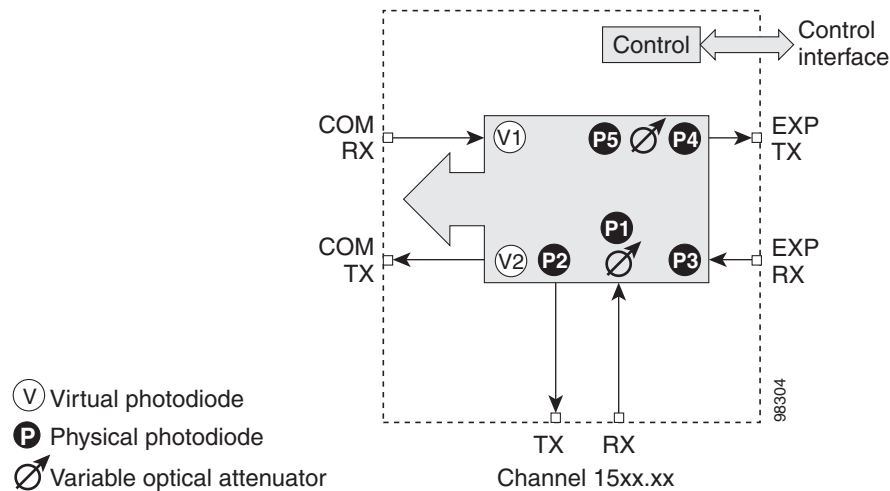 Control
Control
interface
COM
RX
V1
P5
P4
EXP
TX
P1
COM
TX
V2
P2
P3
EXP
RX
98304
V Virtual photodiode
P Physical photodiode
Variable optical attenuator
TX
RX
Channel 15xx.xx